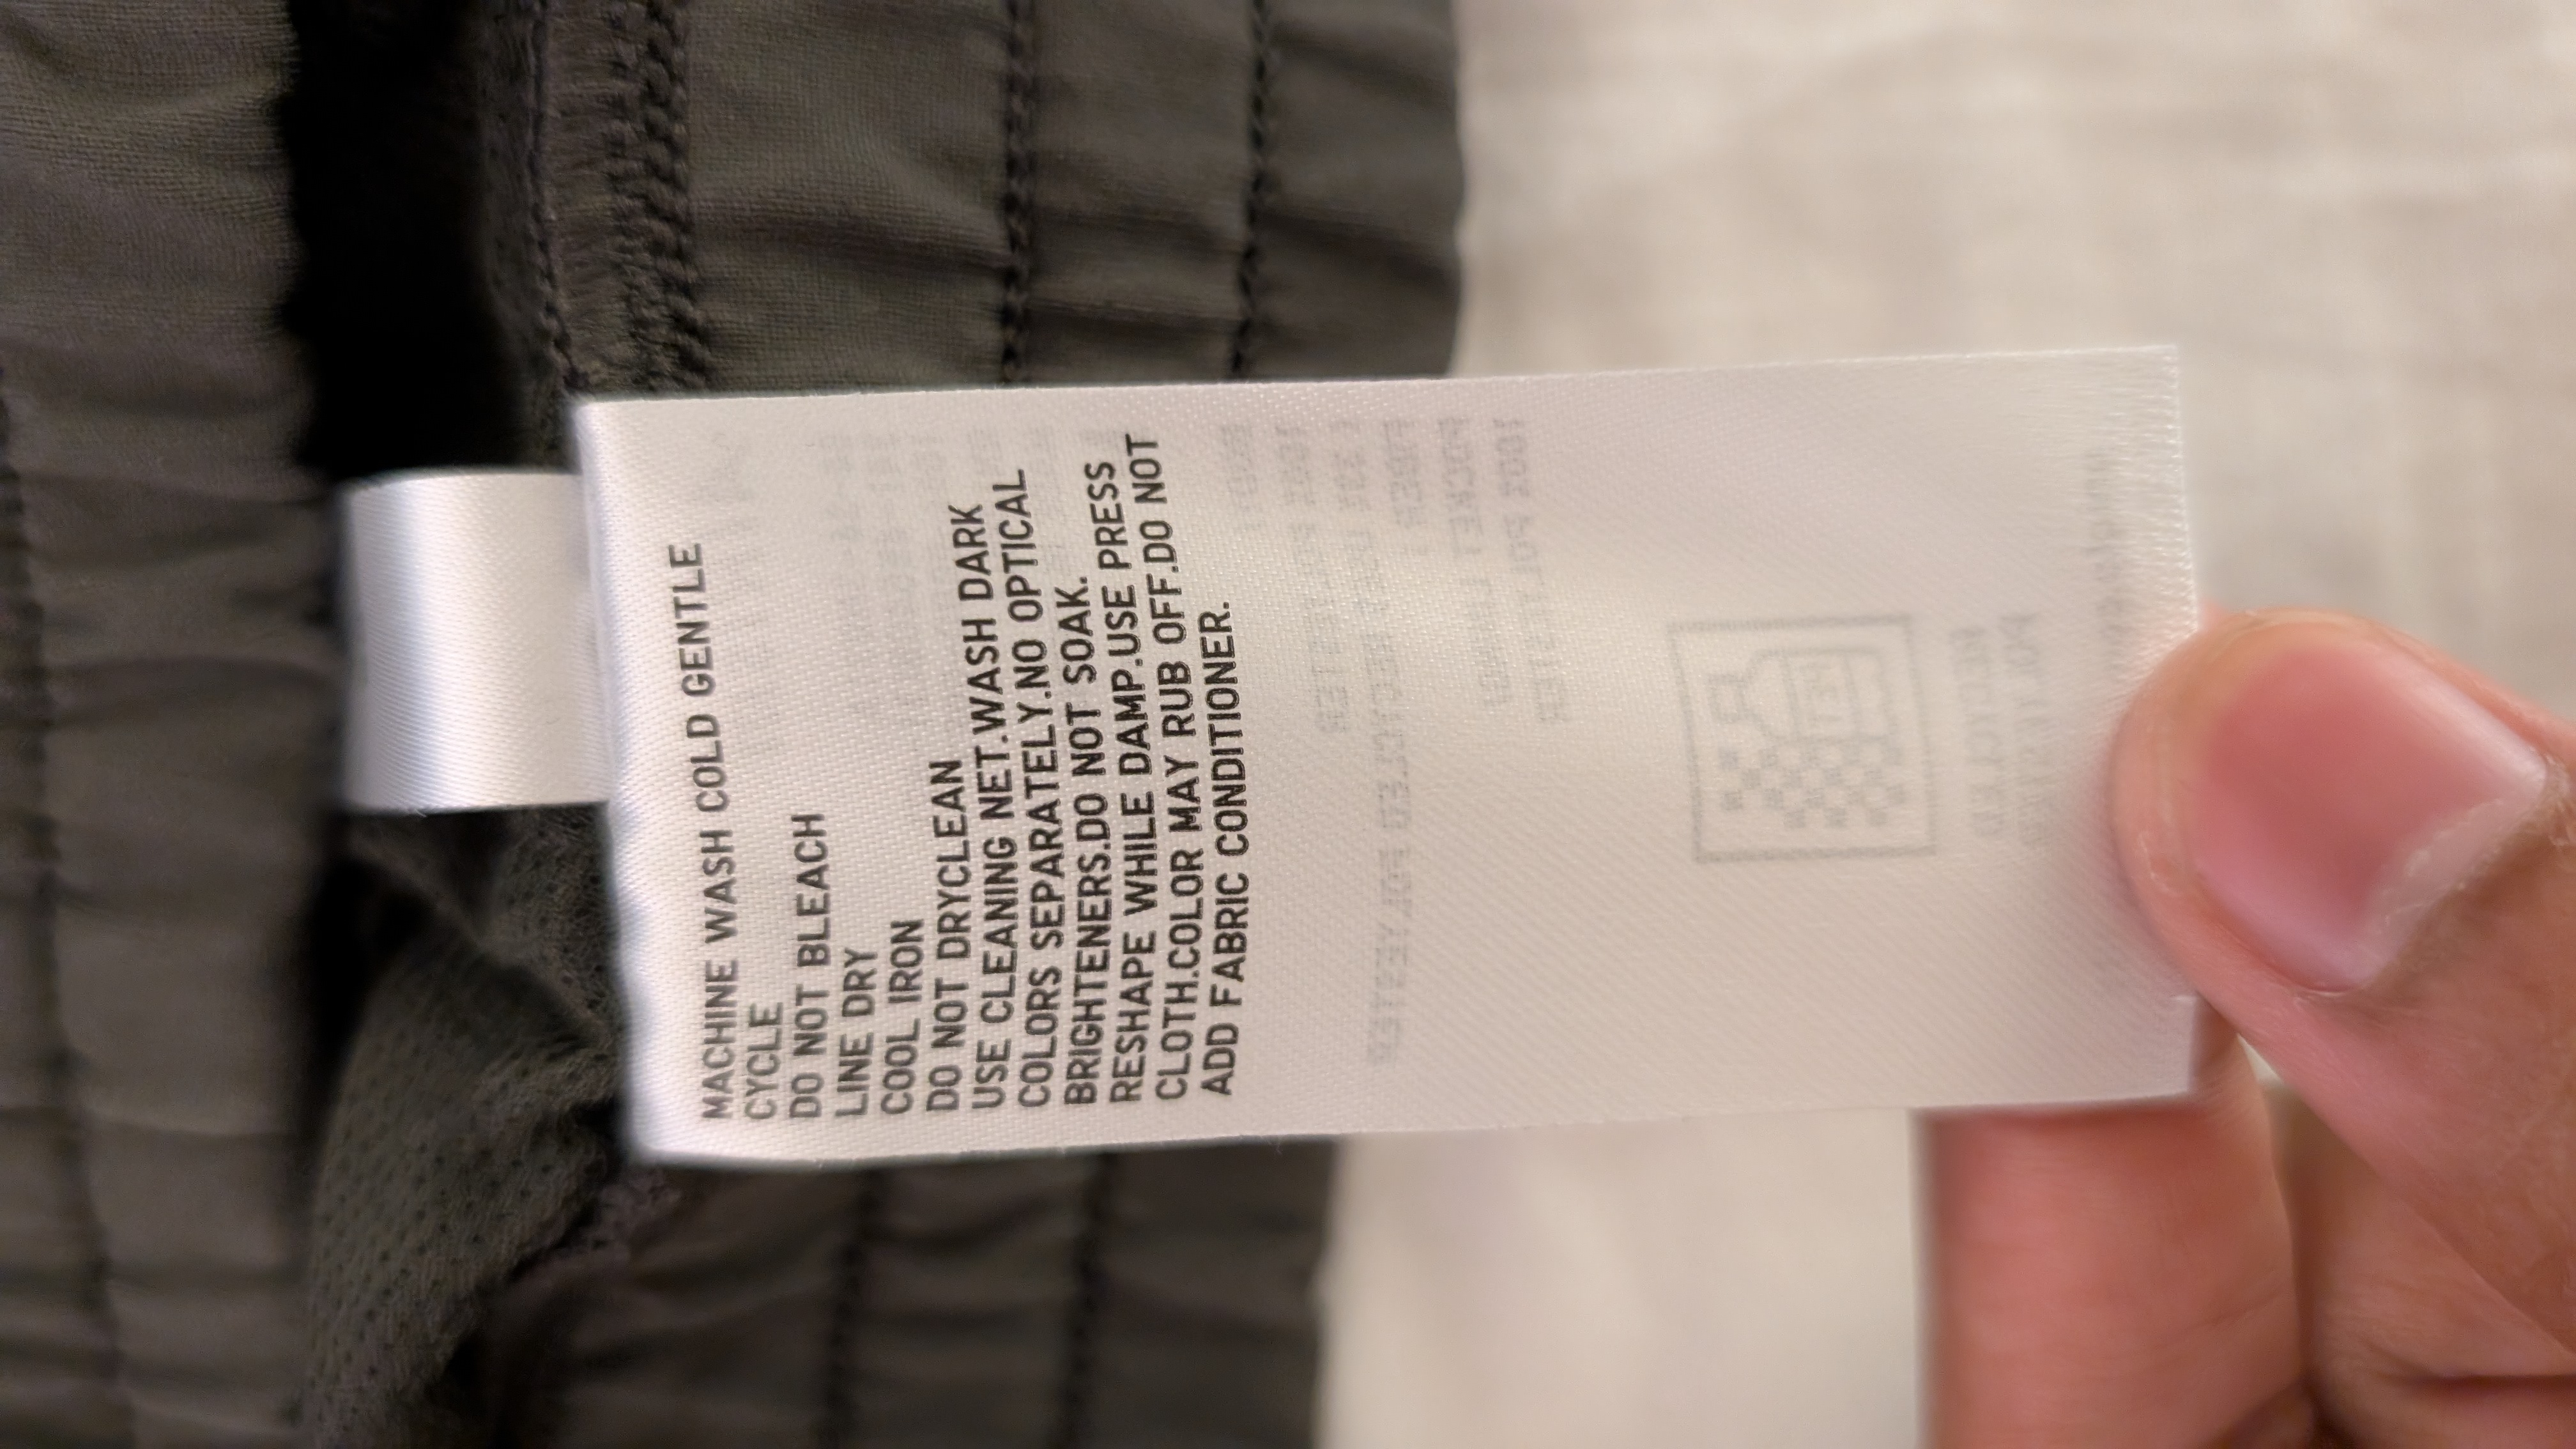 MACHINE WASH COLD GENTLE
CYCLE
DO NOT BLEACH
LINE DRY
COOL IRON
DO NOT DRYCLEAN
USE CLEANING NET.WASH DARK
COLORS SEPARATELY.NO OPTICAL
BRIGHTENERS.DO NOT SOAK.
RESHAPE WHILE DAMP.USE PRESS
CLOTH.COLOR MAY RUB OFF.DO NOT
ADD FABRIC CONDITIONER.